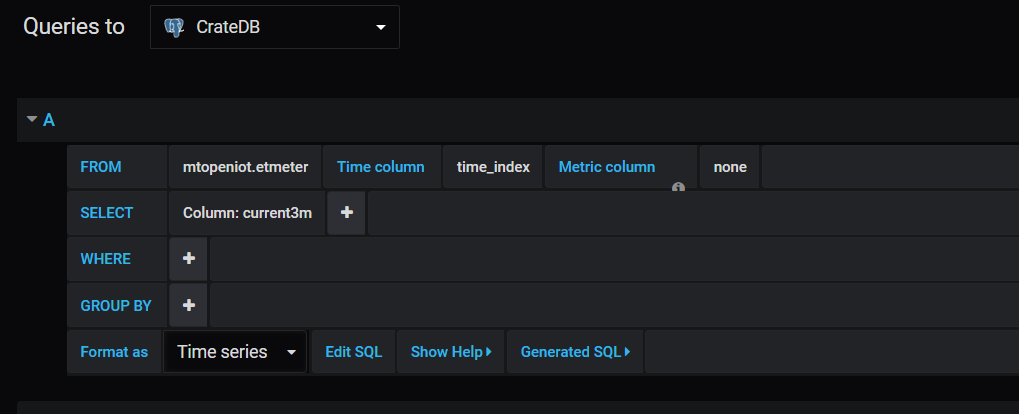 Queries to CrateDB
A
FROM mtopeniot.etmeter Time column time_index Metric column none
SELECT Column: current3m +
WHERE +
GROUP BY +
Format as Time series Edit SQL Show Help Generated SQL